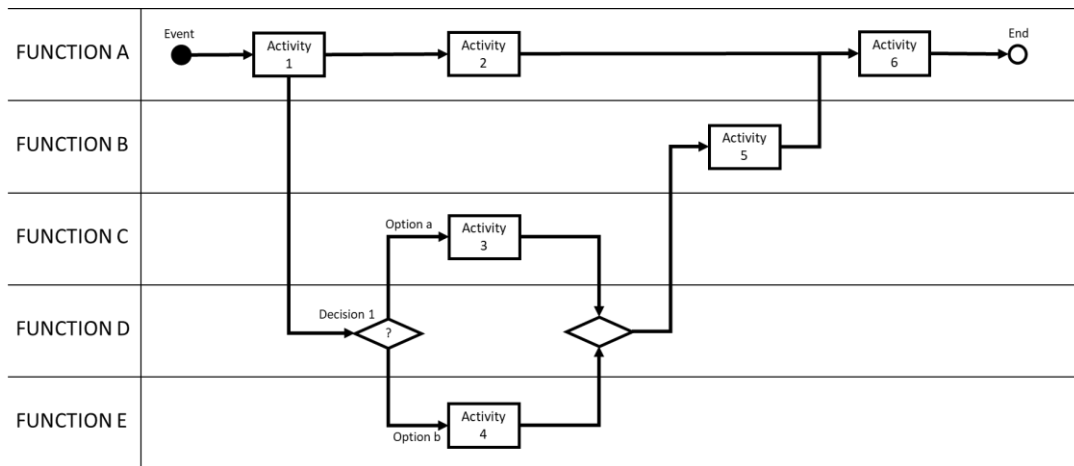 FUNCTION A
Event
Activity
1
Activity
2
Activity
6
End
FUNCTION B
Activity
5
FUNCTION C
Option a
Activity
3
FUNCTION D
Decision 1
?
FUNCTION E
Option b
Activity
4